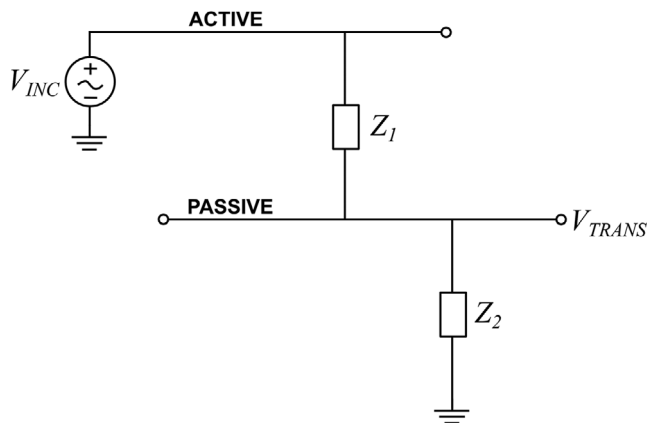 ACTIVE
V_INC
+
−
Z_1
PASSIVE
V_TRANS
Z_2